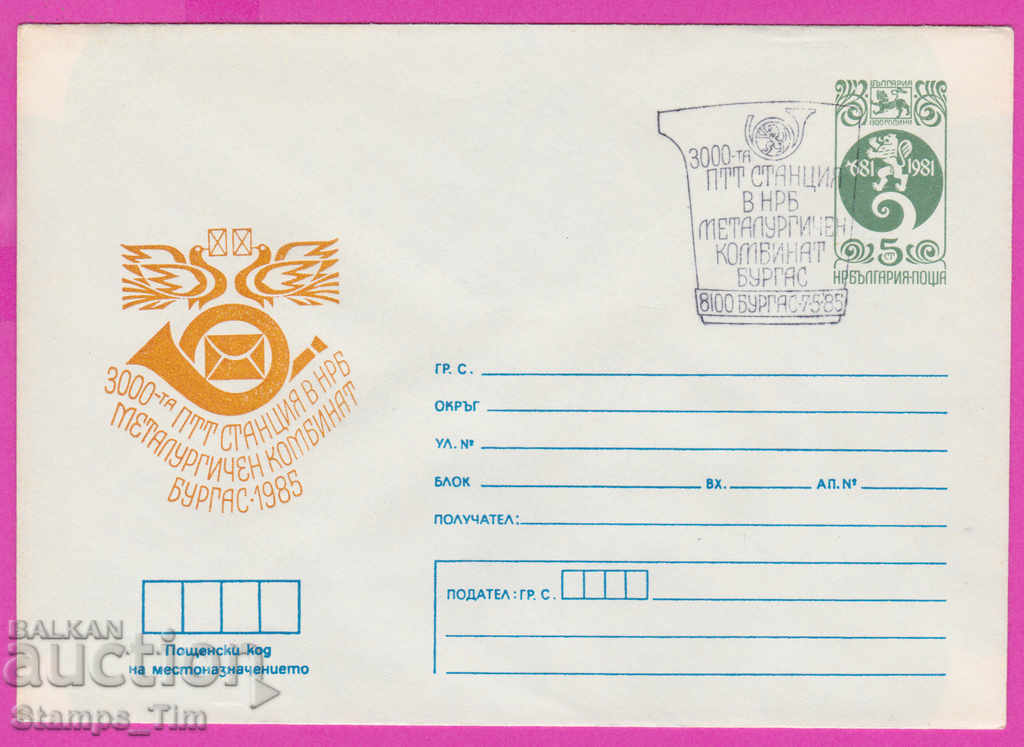 БЪЛГАРИЯ
1300 ГОДИНИ
681 1981
5 СТ
НРБЪЛГАРИЯ·ПОЩА
3000-ТА
ПТТ СТАНЦИЯ
В НРБ
МЕТАЛУРГИЧЕН
КОМБИНАТ
БУРГАС
8100 БУРГАС·7·5·85
3000-ТА ПТТ СТАНЦИЯ В НРБ
МЕТАЛУРГИЧЕН КОМБИНАТ
БУРГАС·1985
ГР. С.
ОКРЪГ
УЛ. №
БЛОК ВХ. АП. №
ПОЛУЧАТЕЛ:
ПОДАТЕЛ: ГР. С.
Пощенски код
на местоназначението
BALKAN
auction
Stamps_Tim